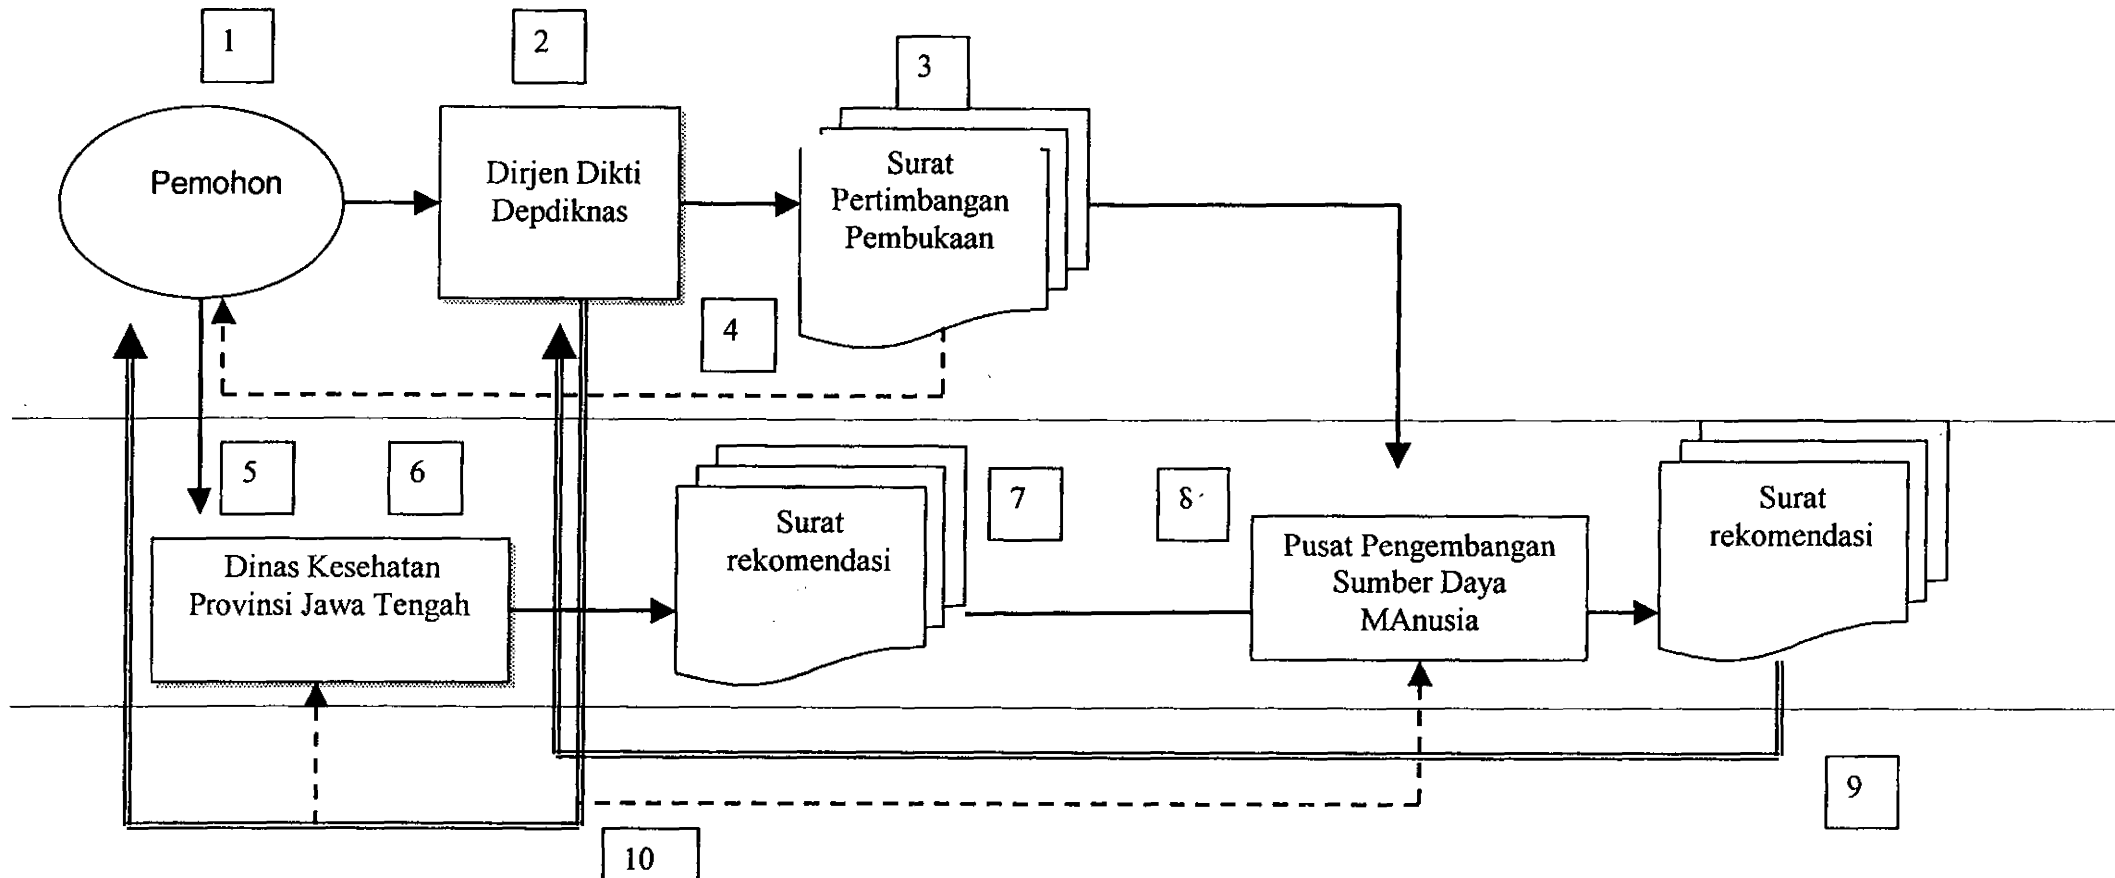 1
2
3
Pemohon
Dirjen Dikti
Depdiknas
Surat
Pertimbangan
Pembukaan
4
5
6
7
8
Dinas Kesehatan
Provinsi Jawa Tengah
Surat
rekomendasi
Pusat Pengembangan
Sumber Daya
MAnusia
Surat
rekomendasi
9
10